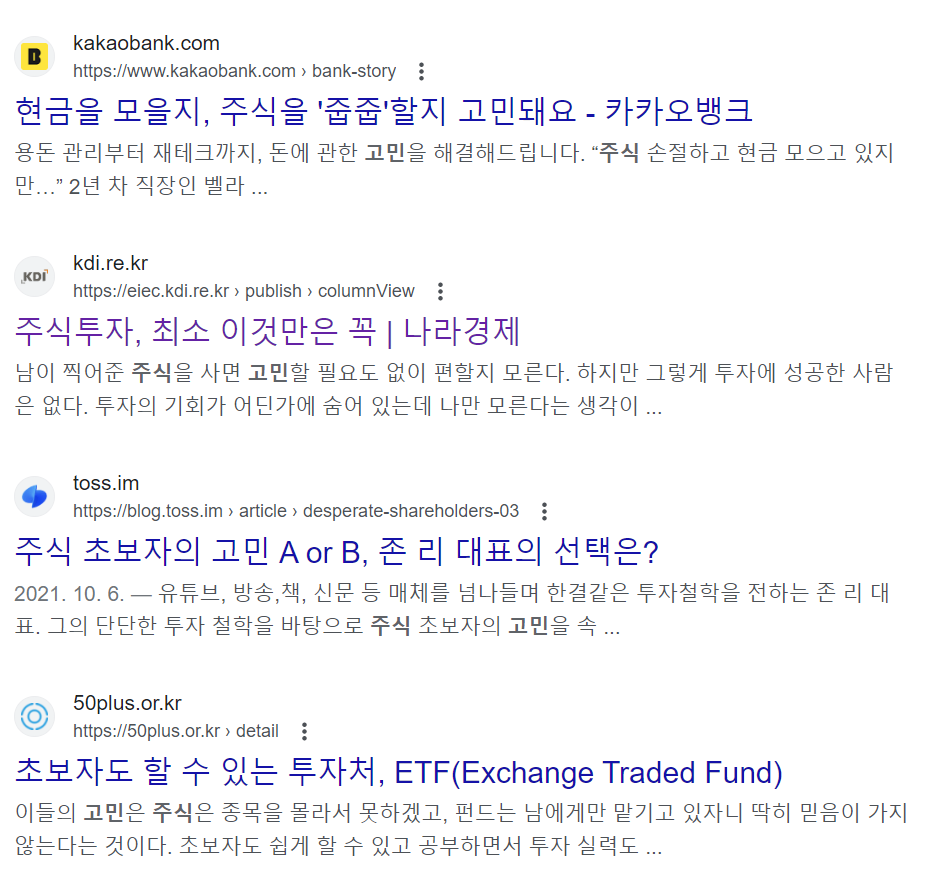 kakaobank.com
https://www.kakaobank.com › bank-story
현금을 모을지, 주식을 '줍줍'할지 고민돼요 - 카카오뱅크
용돈 관리부터 재테크까지, 돈에 관한 고민을 해결해드립니다. “주식 손절하고 현금 모으고 있지
만…” 2년 차 직장인 벨라 ...
kdi.re.kr
KDI
https://eiec.kdi.re.kr › publish › columnView
주식투자, 최소 이것만은 꼭 | 나라경제
남이 찍어준 주식을 사면 고민할 필요도 없이 편할지 모른다. 하지만 그렇게 투자에 성공한 사람
은 없다. 투자의 기회가 어딘가에 숨어 있는데 나만 모른다는 생각이 ...
toss.im
https://blog.toss.im › article › desperate-shareholders-03
주식 초보자의 고민 A or B, 존 리 대표의 선택은?
2021. 10. 6. — 유튜브, 방송,책, 신문 등 매체를 넘나들며 한결같은 투자철학을 전하는 존 리 대
표. 그의 단단한 투자 철학을 바탕으로 주식 초보자의 고민을 속 ...
50plus.or.kr
https://50plus.or.kr › detail
초보자도 할 수 있는 투자처, ETF(Exchange Traded Fund)
이들의 고민은 주식은 종목을 몰라서 못하겠고, 펀드는 남에게만 맡기고 있자니 딱히 믿음이 가지
않는다는 것이다. 초보자도 쉽게 할 수 있고 공부하면서 투자 실력도 ...